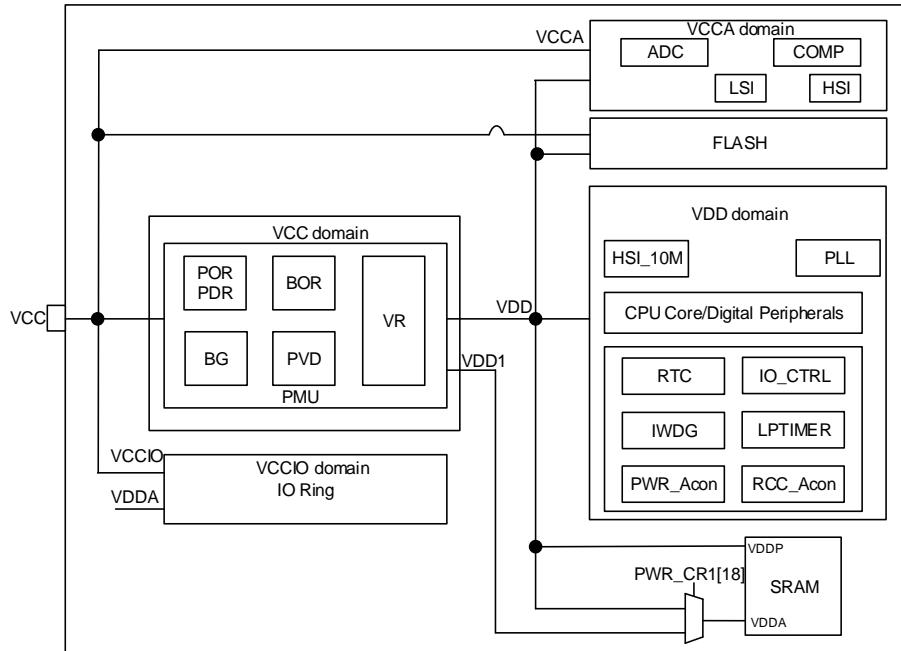 VCCA domain
VCCA
ADC
COMP
LSI
HSI
FLASH
VCC domain
POR
PDR
BOR
VR
BG
PVD
PMU
VCC
VDD
VDD1
VDD domain
HSI_10M
PLL
CPU Core/Digital Peripherals
RTC
IO_CTRL
IWDG
LPTIMER
PWR_Acon
RCC_Acon
VCCIO
VCCIO domain
IO Ring
VDDA
PWR_CR1[18]
VDDP
SRAM
VDDA